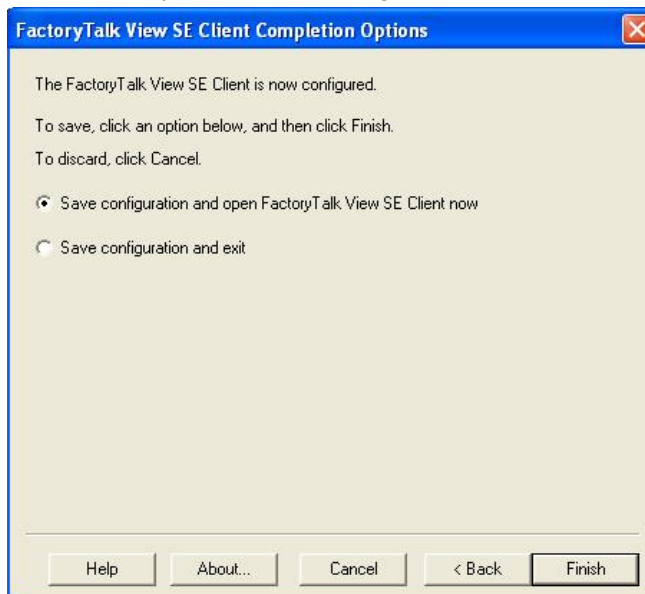 FactoryTalk View SE Client Completion Options
The FactoryTalk View SE Client is now configured.
To save, click an option below, and then click Finish.
To discard, click Cancel.
Save configuration and open FactoryTalk View SE Client now
Save configuration and exit
Help About... Cancel < Back Finish